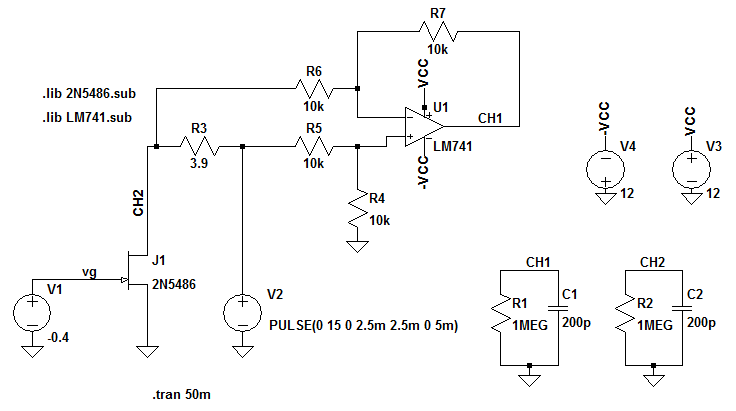 R7
10k
R6
10k
VCC
U1
CH1
LM741
-VCC
.lib 2N5486.sub
.lib LM741.sub
R3
3.9
R5
10k
R4
10k
CH2
-VCC
V4
12
VCC
V3
12
vg
J1
2N5486
V1
-0.4
V2
PULSE(0 15 0 2.5m 2.5m 0 5m)
CH1
R1
1MEG
C1
200p
CH2
R2
1MEG
C2
200p
.tran 50m